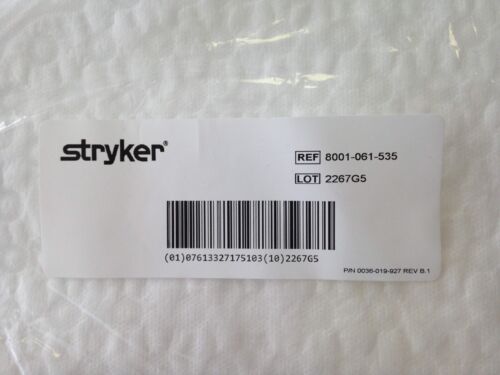 stryker®
REF 8001-061-535
LOT 2267G5
(01)07613327175103(10)2267G5
P/N 0036-019-927 REV B.1